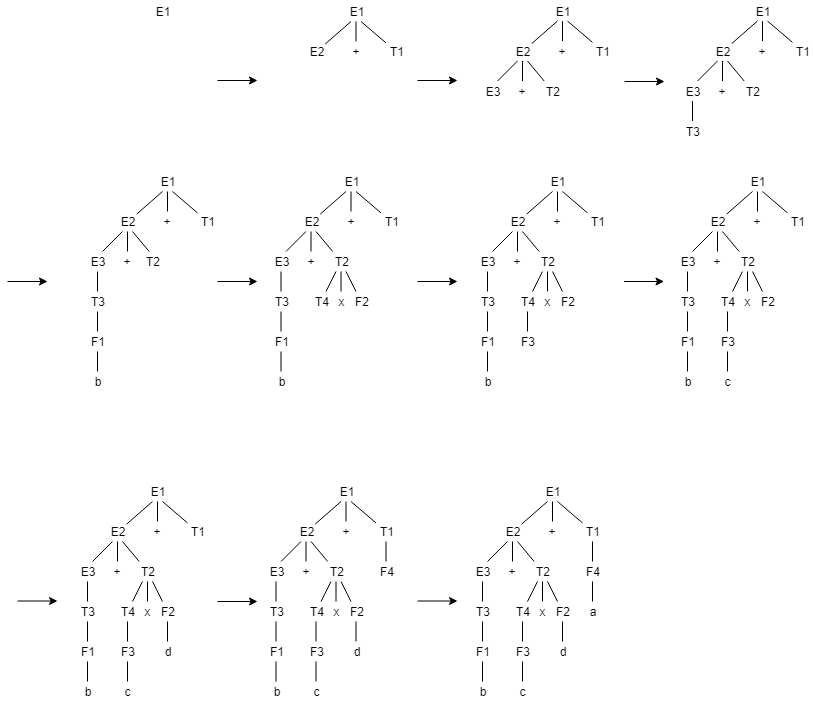 E1 E1 E1 E1
E2 + T1 E2 + T1 E2 + T1
E3 + T2 E3 + T2
T3
E1 E1 E1 E1
E2 + T1 E2 + T1 E2 + T1 E2 + T1
E3 + T2 E3 + T2 E3 + T2 E3 + T2
T3 T3 T4 x F2 T3 T4 x F2 T3 T4 x F2
F1 F1 F1 F3 F1 F3
b b b b c
E1 E1 E1
E2 + T1 E2 + T1 E2 + T1
E3 + T2 E3 + T2 F4 E3 + T2 F4
T3 T4 x F2 T3 T4 x F2 T3 T4 x F2 a
F1 F3 d F1 F3 d F1 F3 d
b c b c b c